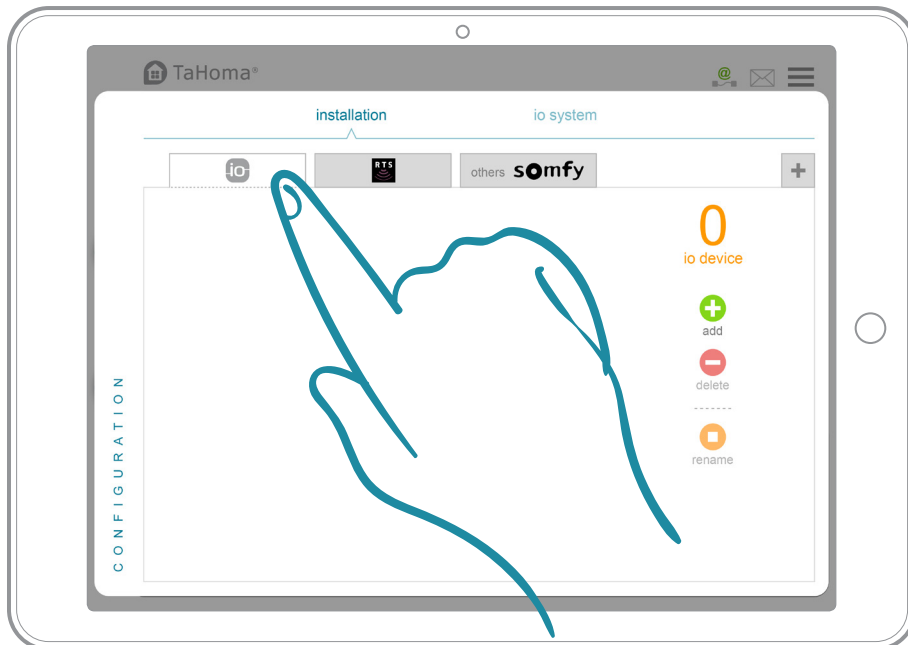 TaHoma®
@
installation
io system
io
RTS
others somfy
+
0
io device
add
delete
rename
CONFIGURATION